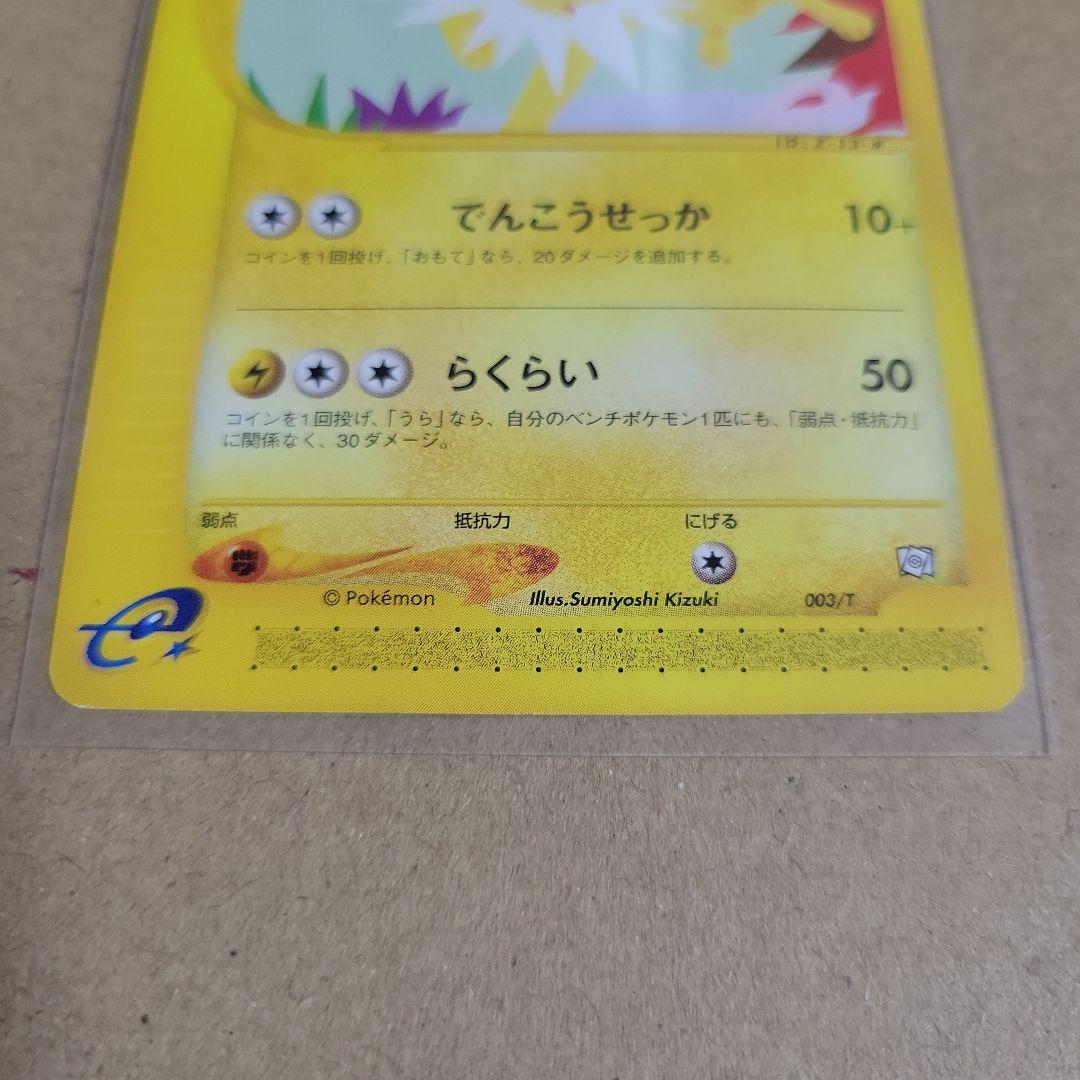 でんこうせっか 10+
コインを1回投げ、「おもて」なら、20ダメージを追加する。
らくらい 50
コインを1回投げ、「うら」なら、自分のベンチポケモン1匹にも、「弱点・抵抗力」
に関係なく、30ダメージ。
弱点 抵抗力 にげる
© Pokémon Illus.Sumiyoshi Kizuki 003/T